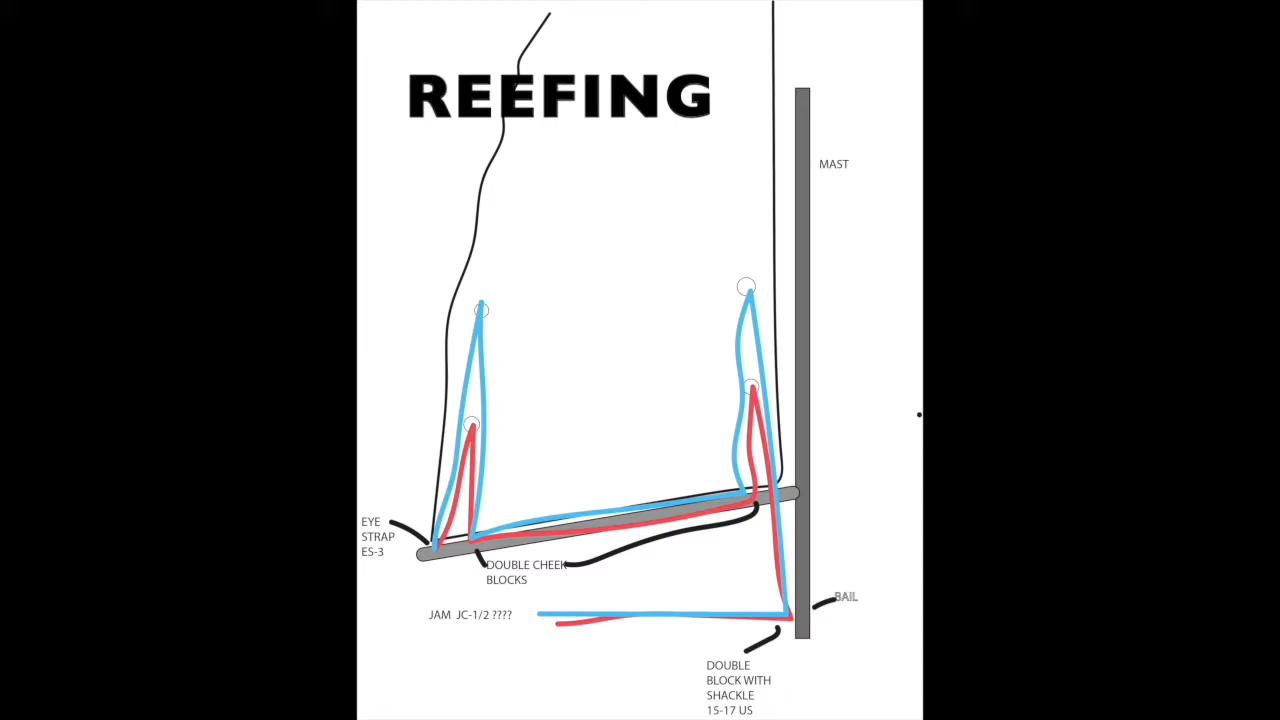 REEFING
MAST
EYE
STRAP
ES-3
DOUBLE CHEEK
BLOCKS
JAM JC-1/2 ????
BAIL
DOUBLE
BLOCK WITH
SHACKLE
15-17 US